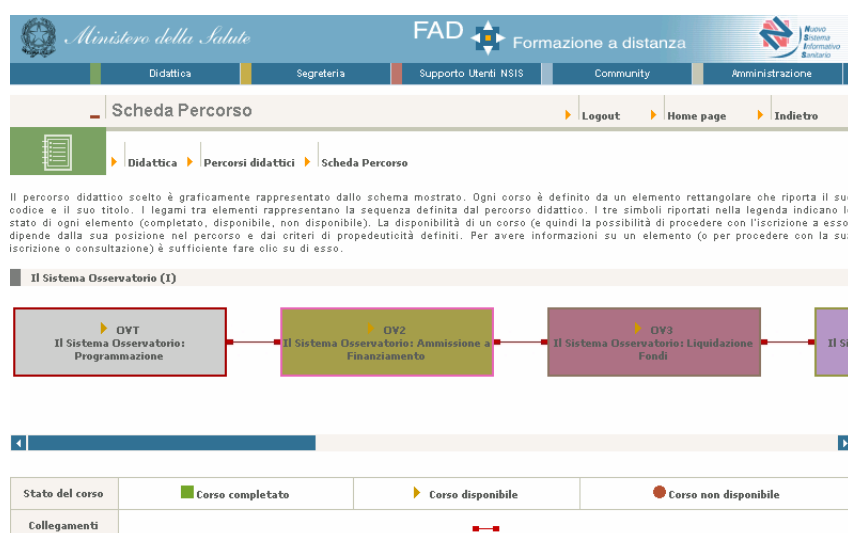 Ministero della Salute
FAD
Formazione a distanza
Nuovo
Sistema
Informativo
Sanitario
Didattica Segreteria Supporto Utenti NSIS Community Amministrazione
Scheda Percorso Logout Home page Indietro
Didattica Percorsi didattici Scheda Percorso
Il percorso didattico scelto è graficamente rappresentato dallo schema mostrato. Ogni corso è definito da un elemento rettangolare che riporta il suo
codice e il suo titolo. I legami tra elementi rappresentano la sequenza definita dal percorso didattico. I tre simboli riportati nella legenda indicano lo
stato di ogni elemento (completato, disponibile, non disponibile). La disponibilità di un corso (e quindi la possibilità di procedere con l'iscrizione a esso)
dipende dalla sua posizione nel percorso e dai criteri di propedeuticità definiti. Per avere informazioni su un elemento (o per procedere con la sua
iscrizione o consultazione) è sufficiente fare clic su di esso.
Il Sistema Osservatorio (I)
OVT
Il Sistema Osservatorio:
Programmazione
OV2
Il Sistema Osservatorio: Ammissione a
Finanziamento
OV3
Il Sistema Osservatorio: Liquidazione
Fondi
Il
Stato del corso Corso completato Corso disponibile Corso non disponibile
Collegamenti